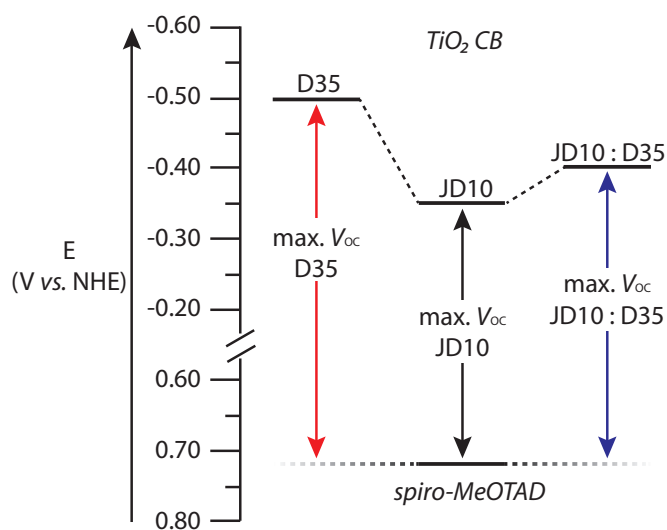 -0.60
-0.50
-0.40
-0.30
-0.20
0.60
0.70
0.80
E
(V vs. NHE)
TiO₂ CB
D35
JD10
JD10 : D35
max. Voc
D35
max. Voc
JD10
max. Voc
JD10 : D35
spiro-MeOTAD